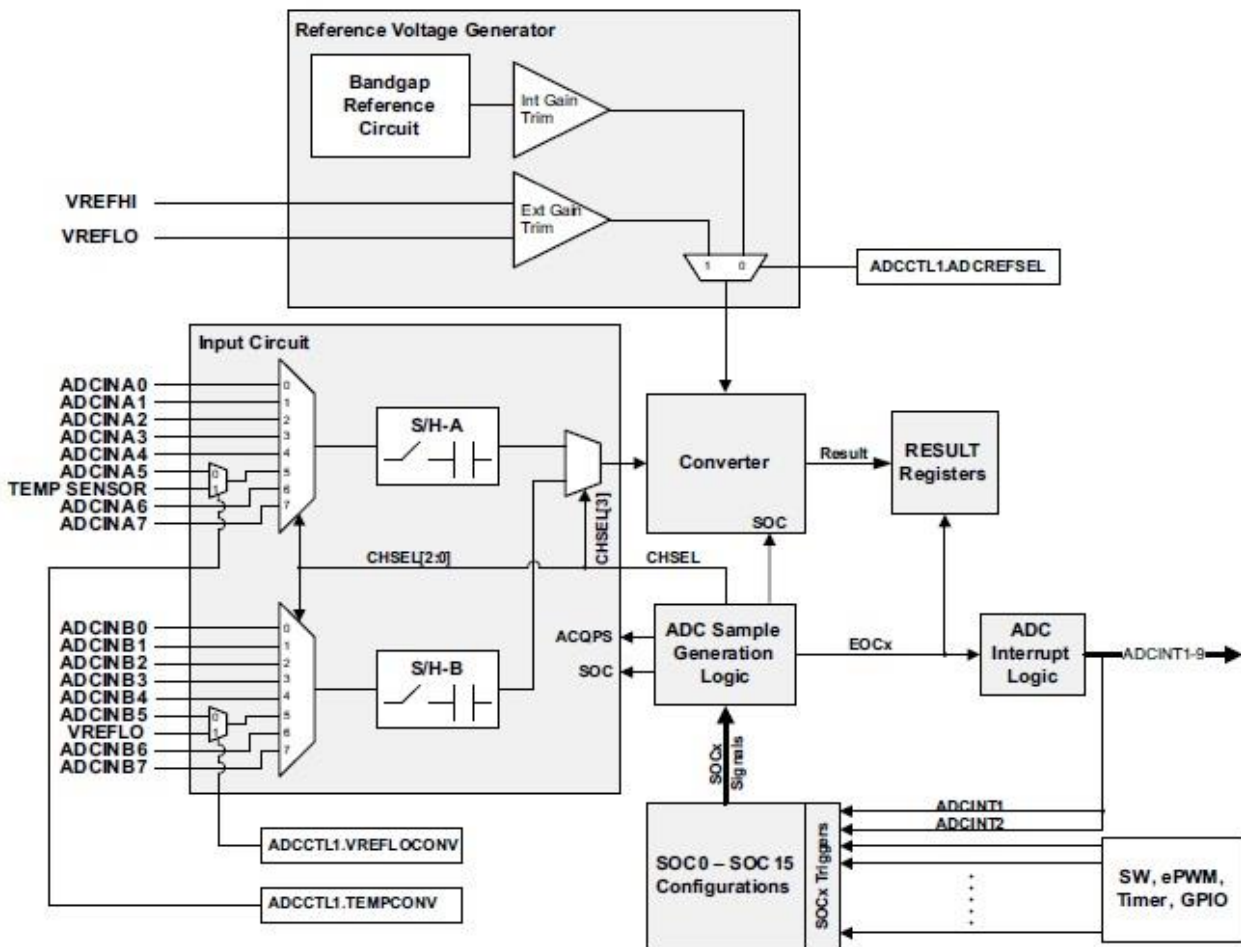 Reference Voltage Generator
Bandgap
Reference
Circuit
Int Gain
Trim
VREFHI
VREFLO
Ext Gain
Trim
1 0
ADCCTL1.ADCREFSEL
Input Circuit
ADCINA0
ADCINA1
ADCINA2
ADCINA3
ADCINA4
ADCINA5
TEMP SENSOR
ADCINA6
ADCINA7
0
1
0
1
2
3
4
5
6
7
S/H-A
CHSEL[3]
CHSEL[2:0]
CHSEL
Converter
SOC
Result
RESULT
Registers
ADCINB0
ADCINB1
ADCINB2
ADCINB3
ADCINB4
ADCINB5
VREFLO
ADCINB6
ADCINB7
0
1
0
1
2
3
4
5
6
7
S/H-B
ACQPS
SOC
ADC Sample
Generation
Logic
EOCx
ADC
Interrupt
Logic
ADCINT1-9
SOCx
Signals
ADCINT1
ADCINT2
SOC0 – SOC15
Configurations
SOCx Triggers
SW, ePWM,
Timer, GPIO
ADCCTL1.VREFLOCONV
ADCCTL1.TEMPCONV